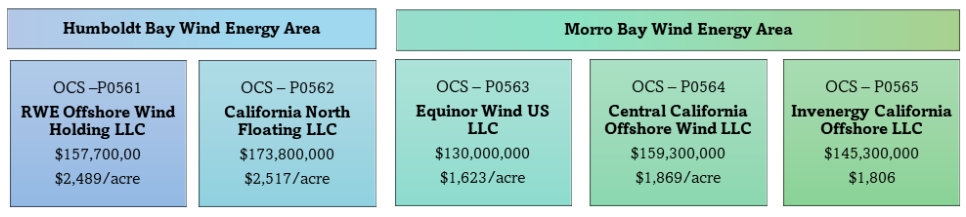 Humboldt Bay Wind Energy Area
Morro Bay Wind Energy Area
OCS –P0561
RWE Offshore Wind
Holding LLC
$157,700,00
$2,489/acre
OCS – P0562
California North
Floating LLC
$173,800,000
$2,517/acre
OCS – P0563
Equinor Wind US
LLC
$130,000,000
$1,623/acre
OCS – P0564
Central California
Offshore Wind LLC
$159,300,000
$1,869/acre
OCS – P0565
Invenergy California
Offshore LLC
$145,300,000
$1,806